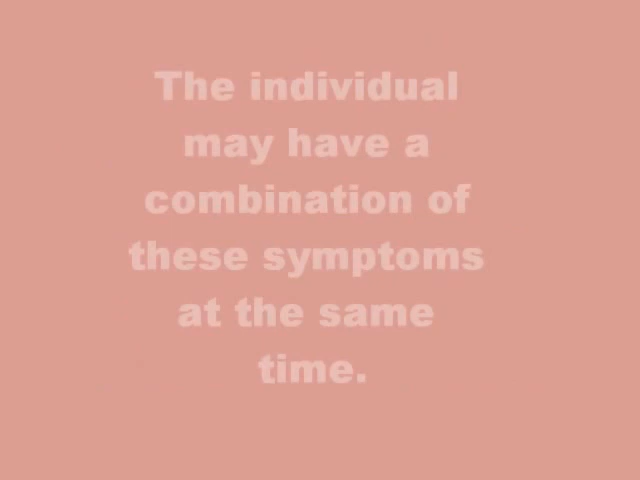 The individual
may have a
combination of
these symptoms
at the same
time.